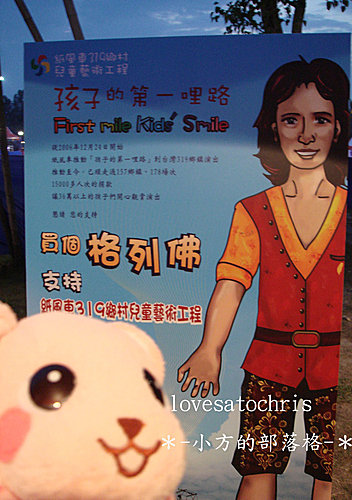 紙風車319鄉村
兒童藝術工程
孩子的第一哩路
First mile Kids' Smile
從2006年12月24日開始
紙風車推動「孩子的第一哩路」到台灣319鄉鎮演出
推動至今，已經走過157鄉鎮、178場次
15000多人次的捐款
讓36萬以上的孩子們開心觀賞演出
懇請 您的支持
買個 格列佛
支持
紙風車319鄉村兒童藝術工程
lovesatochris
*-小方的部落格-*